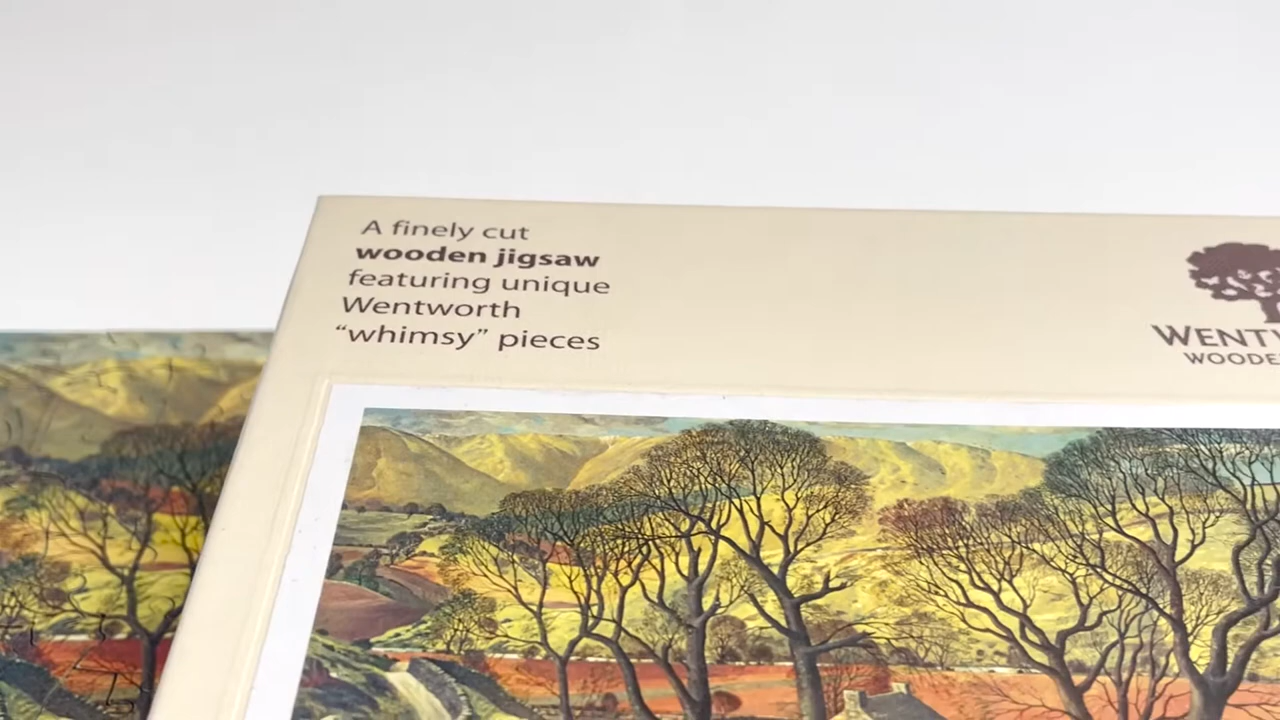 A finely cut
wooden jigsaw
featuring unique
Wentworth
“whimsy” pieces